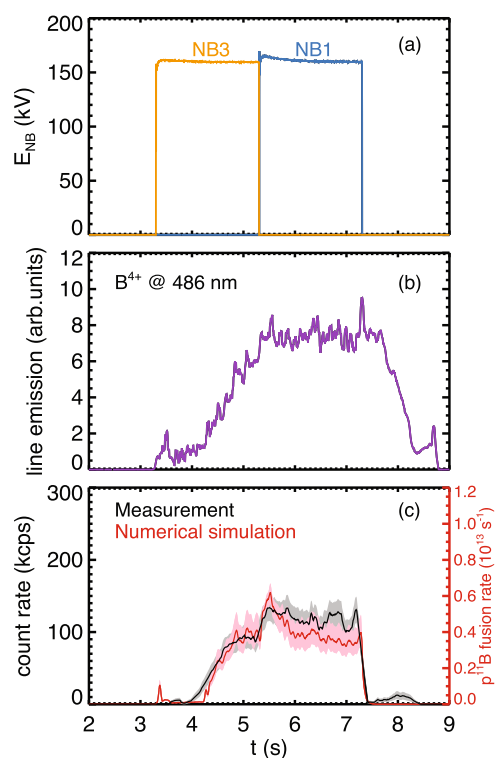 200
150
100
50
0
E_NB (kV)
NB3
NB1
(a)
12
10
8
6
4
2
0
line emission (arb.units)
B⁴⁺ @ 486 nm
(b)
300
200
100
0
count rate (kcps)
Measurement
Numerical simulation
(c)
1.2
1.0
0.8
0.6
0.4
0.2
0.0
p¹¹B fusion rate (10¹³ s⁻¹)
2 3 4 5 6 7 8 9
t (s)